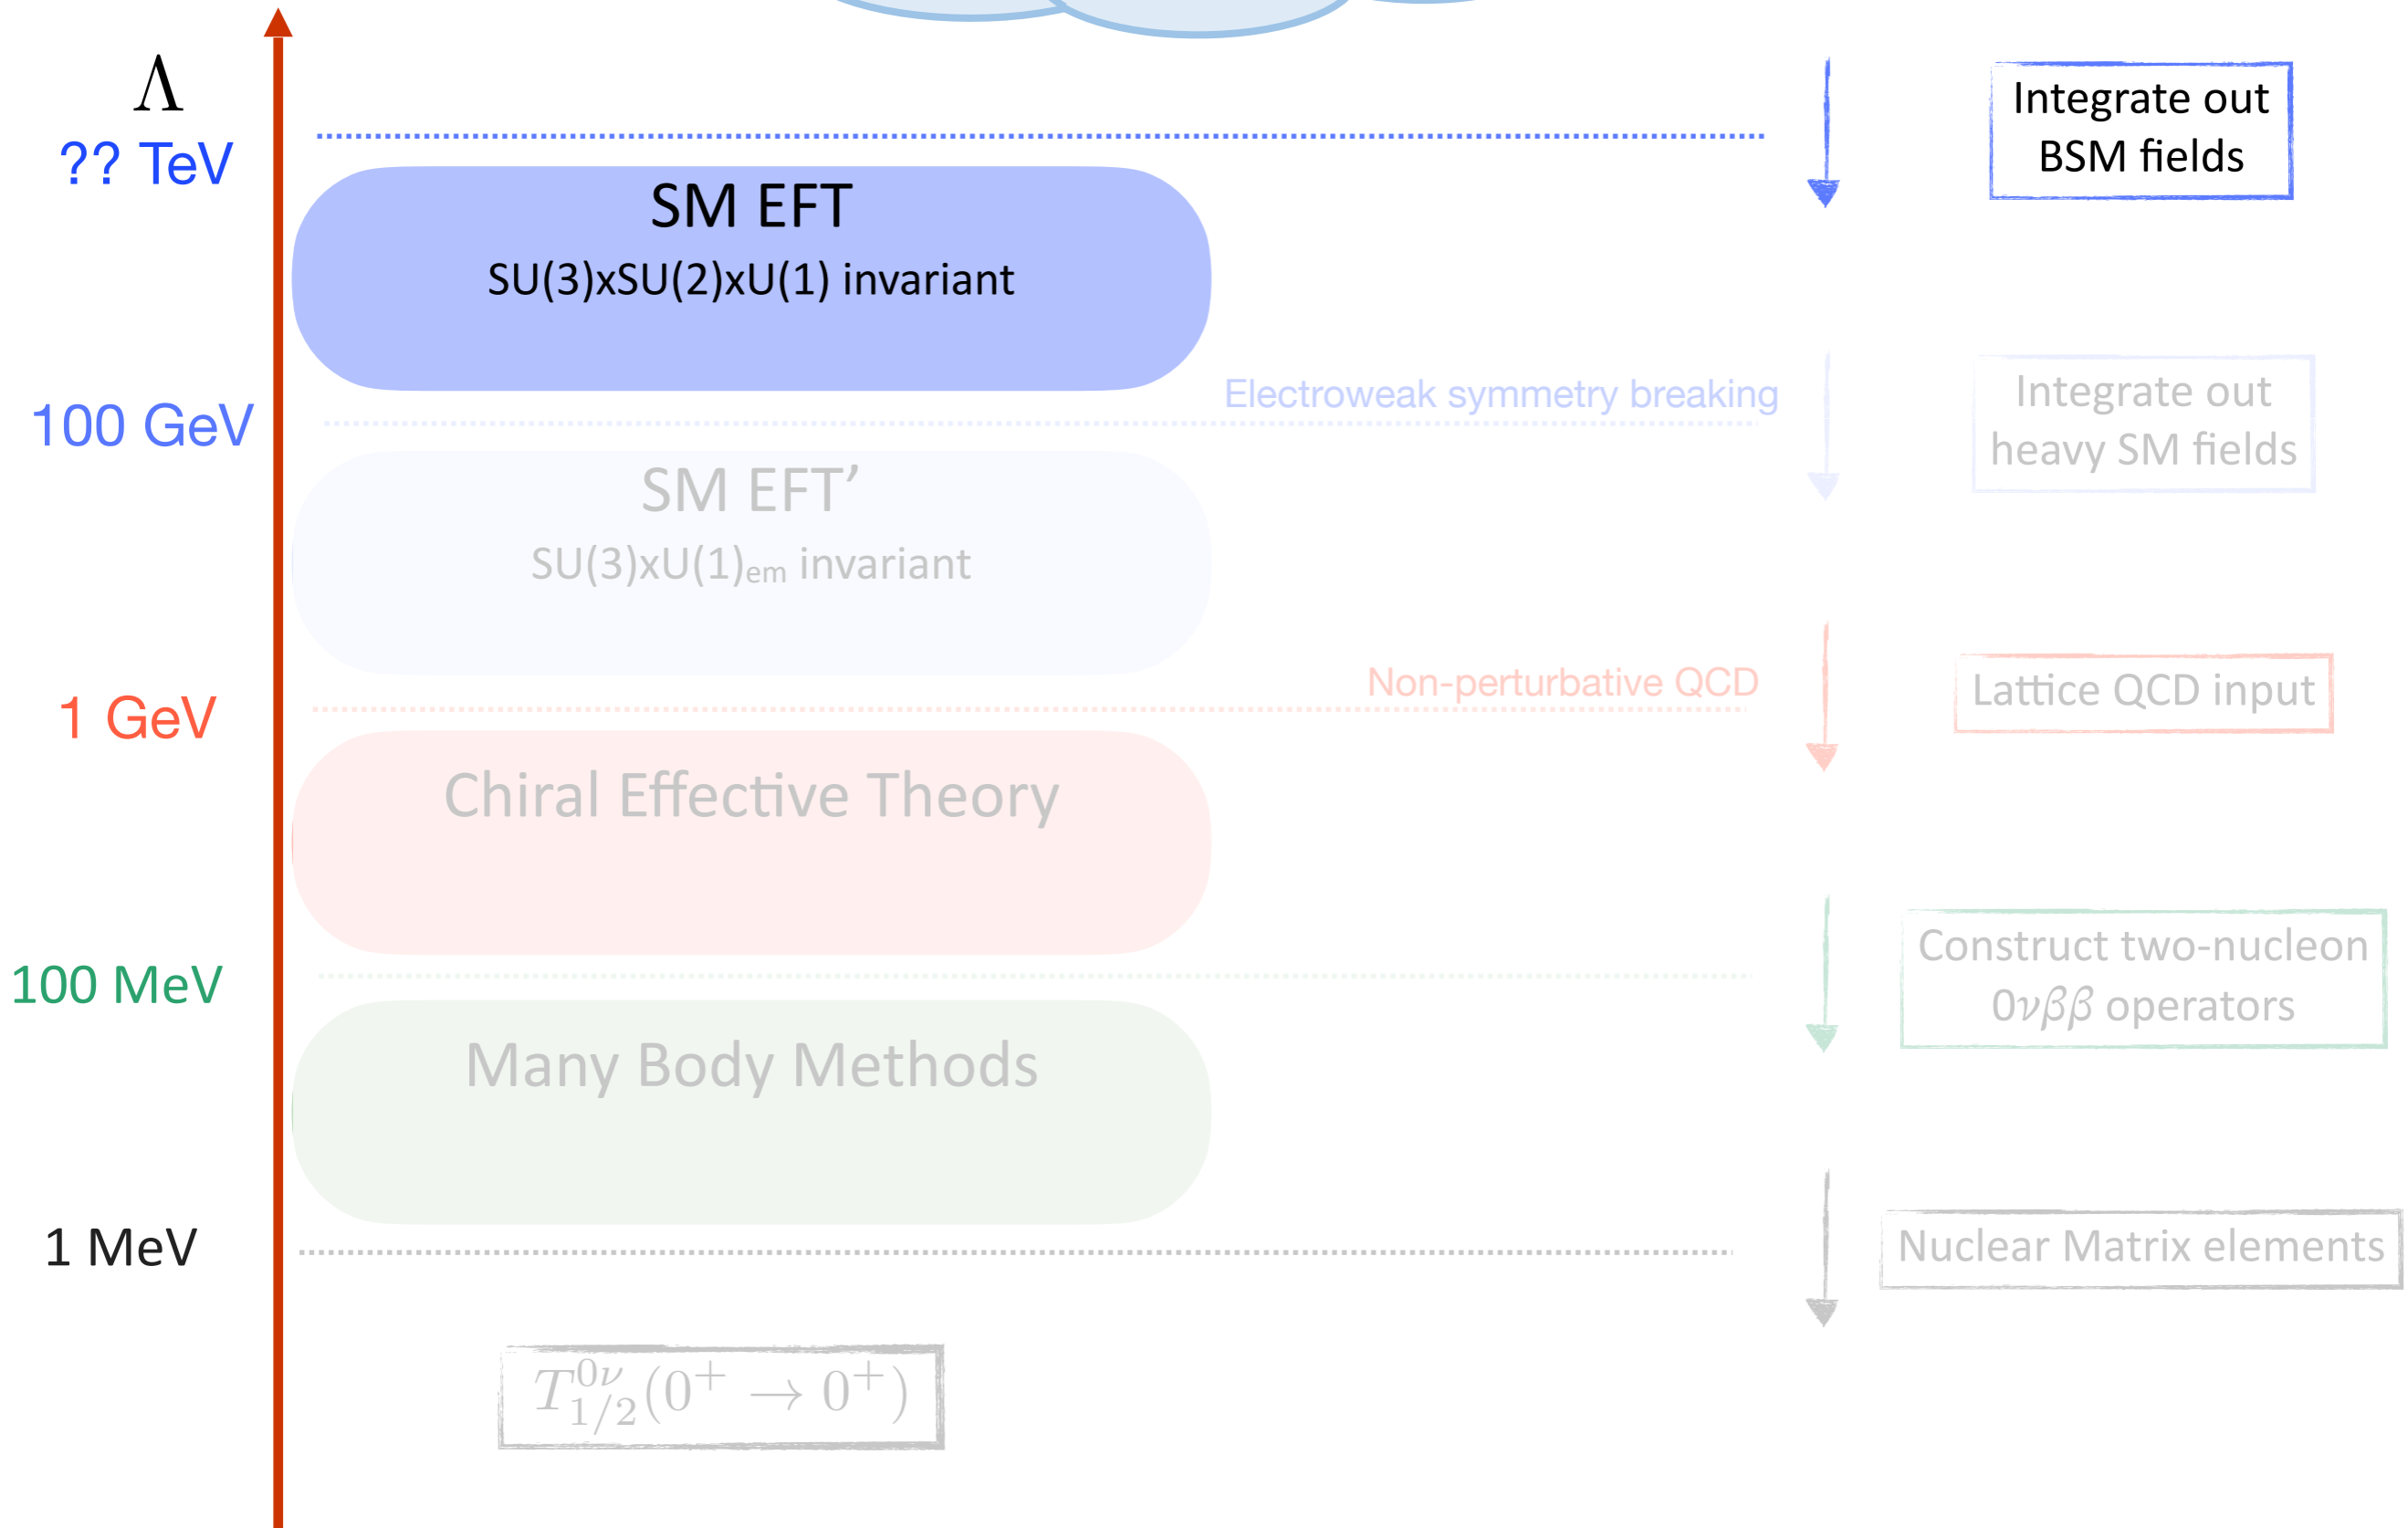 Λ
?? TeV
Integrate out
BSM fields
SM EFT
SU(3)xSU(2)xU(1) invariant
100 GeV
Electroweak symmetry breaking
Integrate out
heavy SM fields
SM EFT’
SU(3)xU(1)em invariant
1 GeV
Non-perturbative QCD
Lattice QCD input
Chiral Effective Theory
100 MeV
Construct two-nucleon
0νββ operators
Many Body Methods
1 MeV
Nuclear Matrix elements
T^{0ν}_{1/2}(0^+ → 0^+)